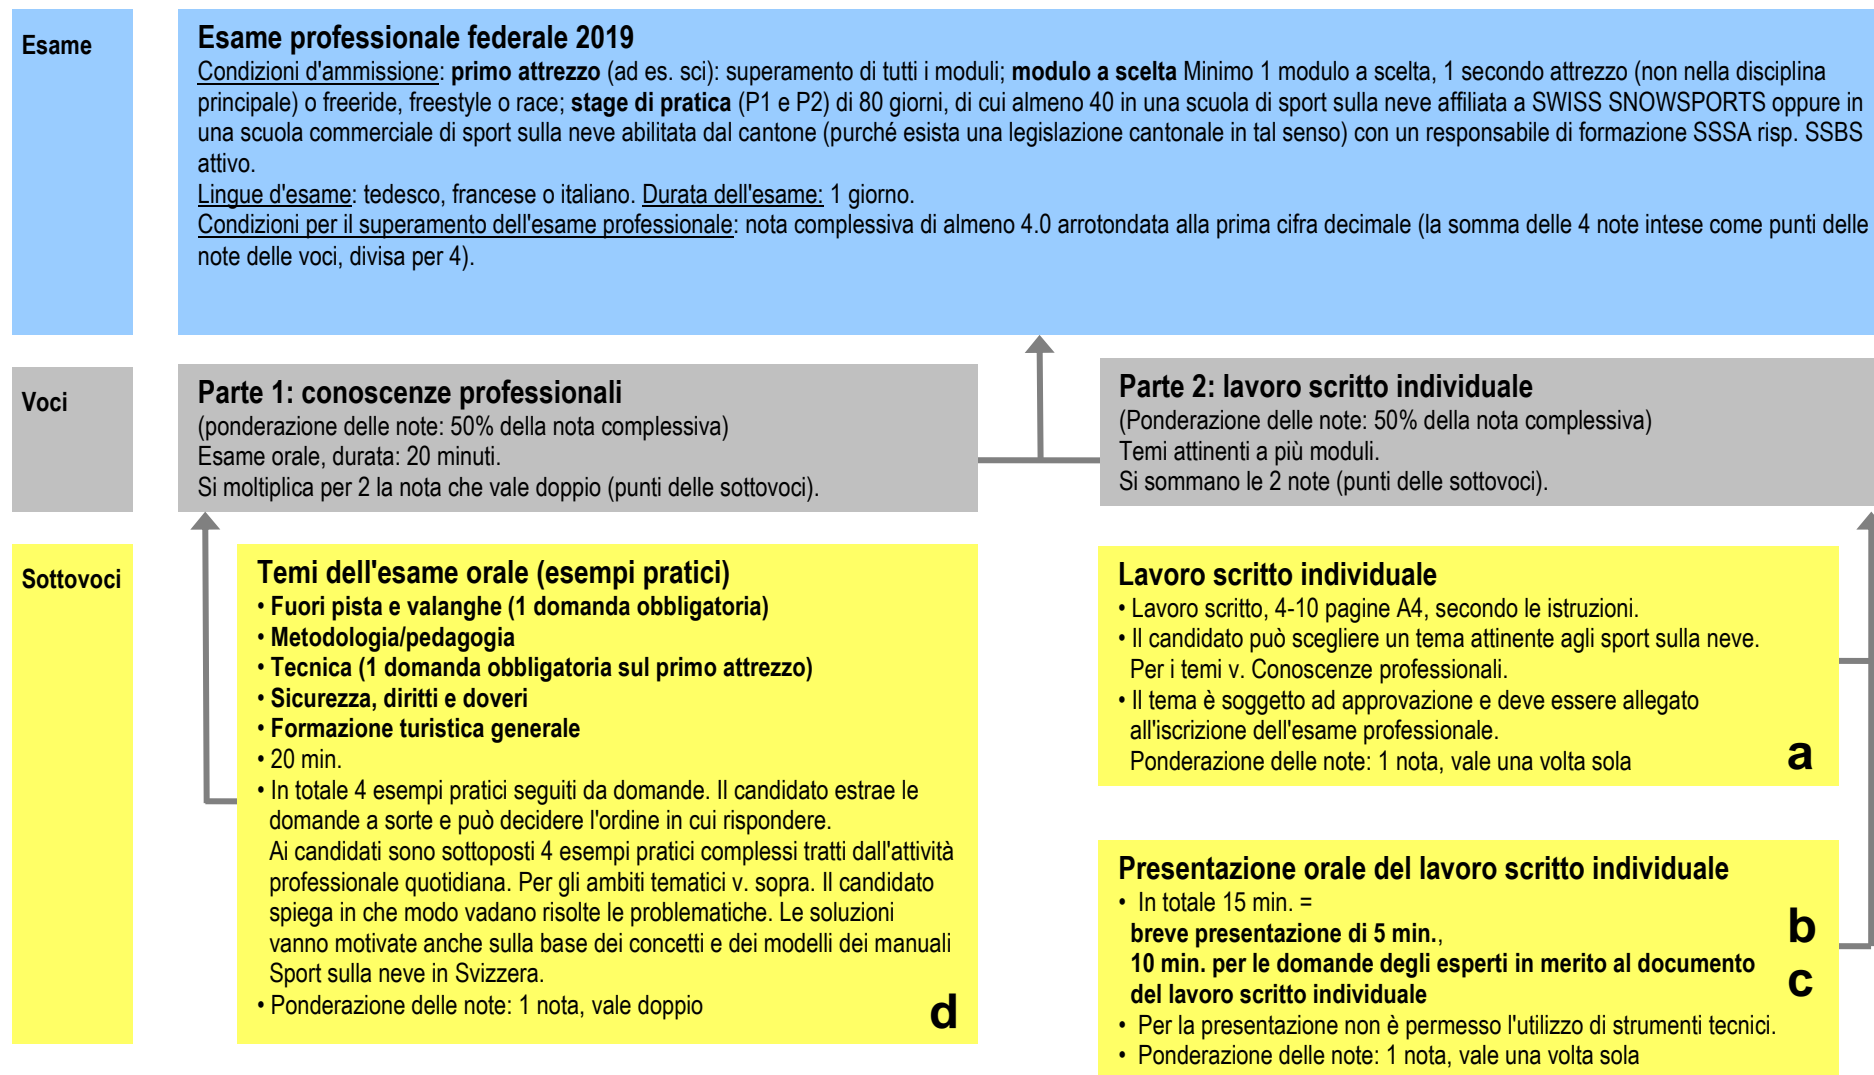 Esame
Esame professionale federale 2019
Condizioni d'ammissione: primo attrezzo (ad es. sci): superamento di tutti i moduli; modulo a scelta Minimo 1 modulo a scelta, 1 secondo attrezzo (non nella disciplina
principale) o freeride, freestyle o race; stage di pratica (P1 e P2) di 80 giorni, di cui almeno 40 in una scuola di sport sulla neve affiliata a SWISS SNOWSPORTS oppure in
una scuola commerciale di sport sulla neve abilitata dal cantone (purché esista una legislazione cantonale in tal senso) con un responsabile di formazione SSSA risp. SSBS
attivo.
Lingue d'esame: tedesco, francese o italiano. Durata dell'esame: 1 giorno.
Condizioni per il superamento dell'esame professionale: nota complessiva di almeno 4.0 arrotondata alla prima cifra decimale (la somma delle 4 note intese come punti delle
note delle voci, divisa per 4).
Voci
Parte 1: conoscenze professionali
(ponderazione delle note: 50% della nota complessiva)
Esame orale, durata: 20 minuti.
Si moltiplica per 2 la nota che vale doppio (punti delle sottovoci).
Parte 2: lavoro scritto individuale
(Ponderazione delle note: 50% della nota complessiva)
Temi attinenti a più moduli.
Si sommano le 2 note (punti delle sottovoci).
Sottovoci
Temi dell'esame orale (esempi pratici)
• Fuori pista e valanghe (1 domanda obbligatoria)
• Metodologia/pedagogia
• Tecnica (1 domanda obbligatoria sul primo attrezzo)
• Sicurezza, diritti e doveri
• Formazione turistica generale
• 20 min.
• In totale 4 esempi pratici seguiti da domande. Il candidato estrae le
domande a sorte e può decidere l'ordine in cui rispondere.
Ai candidati sono sottoposti 4 esempi pratici complessi tratti dall'attività
professionale quotidiana. Per gli ambiti tematici v. sopra. Il candidato
spiega in che modo vadano risolte le problematiche. Le soluzioni
vanno motivate anche sulla base dei concetti e dei modelli dei manuali
Sport sulla neve in Svizzera.
• Ponderazione delle note: 1 nota, vale doppio
d
Lavoro scritto individuale
• Lavoro scritto, 4-10 pagine A4, secondo le istruzioni.
• Il candidato può scegliere un tema attinente agli sport sulla neve.
Per i temi v. Conoscenze professionali.
• Il tema è soggetto ad approvazione e deve essere allegato
all'iscrizione dell'esame professionale.
Ponderazione delle note: 1 nota, vale una volta sola
a
Presentazione orale del lavoro scritto individuale
• In totale 15 min. =
breve presentazione di 5 min.,
b
10 min. per le domande degli esperti in merito al documento
del lavoro scritto individuale
c
• Per la presentazione non è permesso l'utilizzo di strumenti tecnici.
• Ponderazione delle note: 1 nota, vale una volta sola